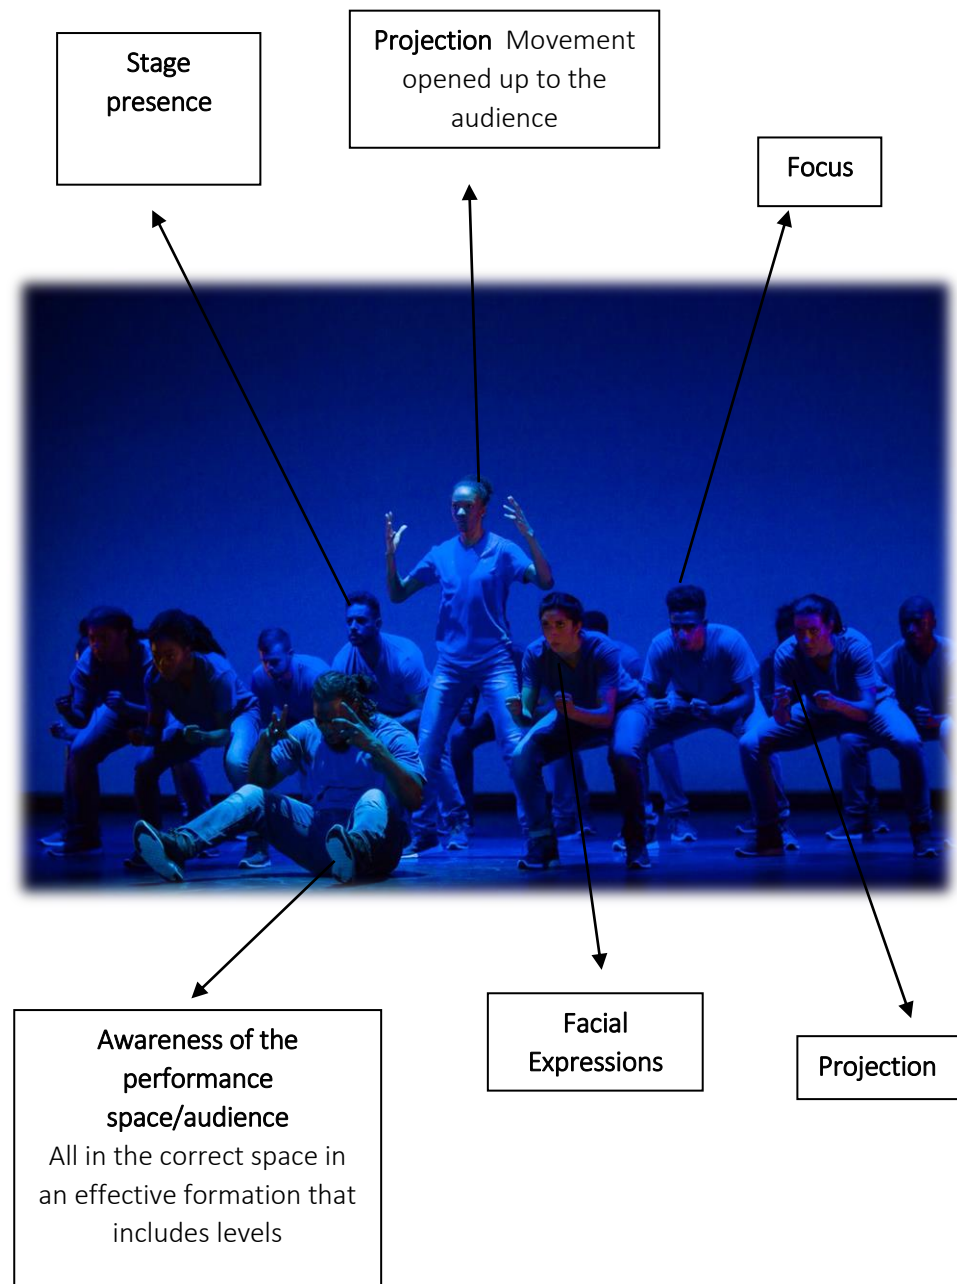 Stage
presence
Projection  Movement
opened up to the
audience
Focus
Awareness of the
performance
space/audience
All in the correct space in
an effective formation that
includes levels
Facial
Expressions
Projection